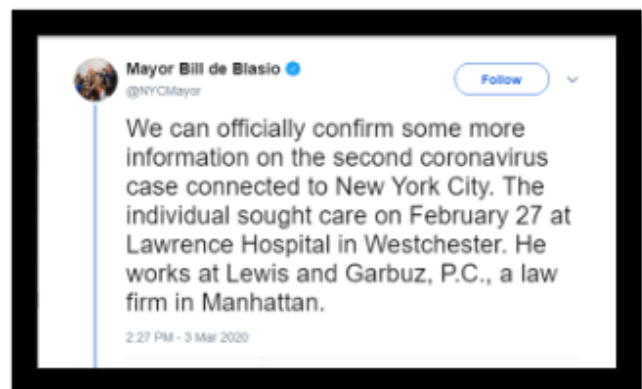 Mayor Bill de Blasio
@NYCMayor
Follow
We can officially confirm some more
information on the second coronavirus
case connected to New York City. The
individual sought care on February 27 at
Lawrence Hospital in Westchester. He
works at Lewis and Garbuz, P.C., a law
firm in Manhattan.
2:27 PM - 3 Mar 2020